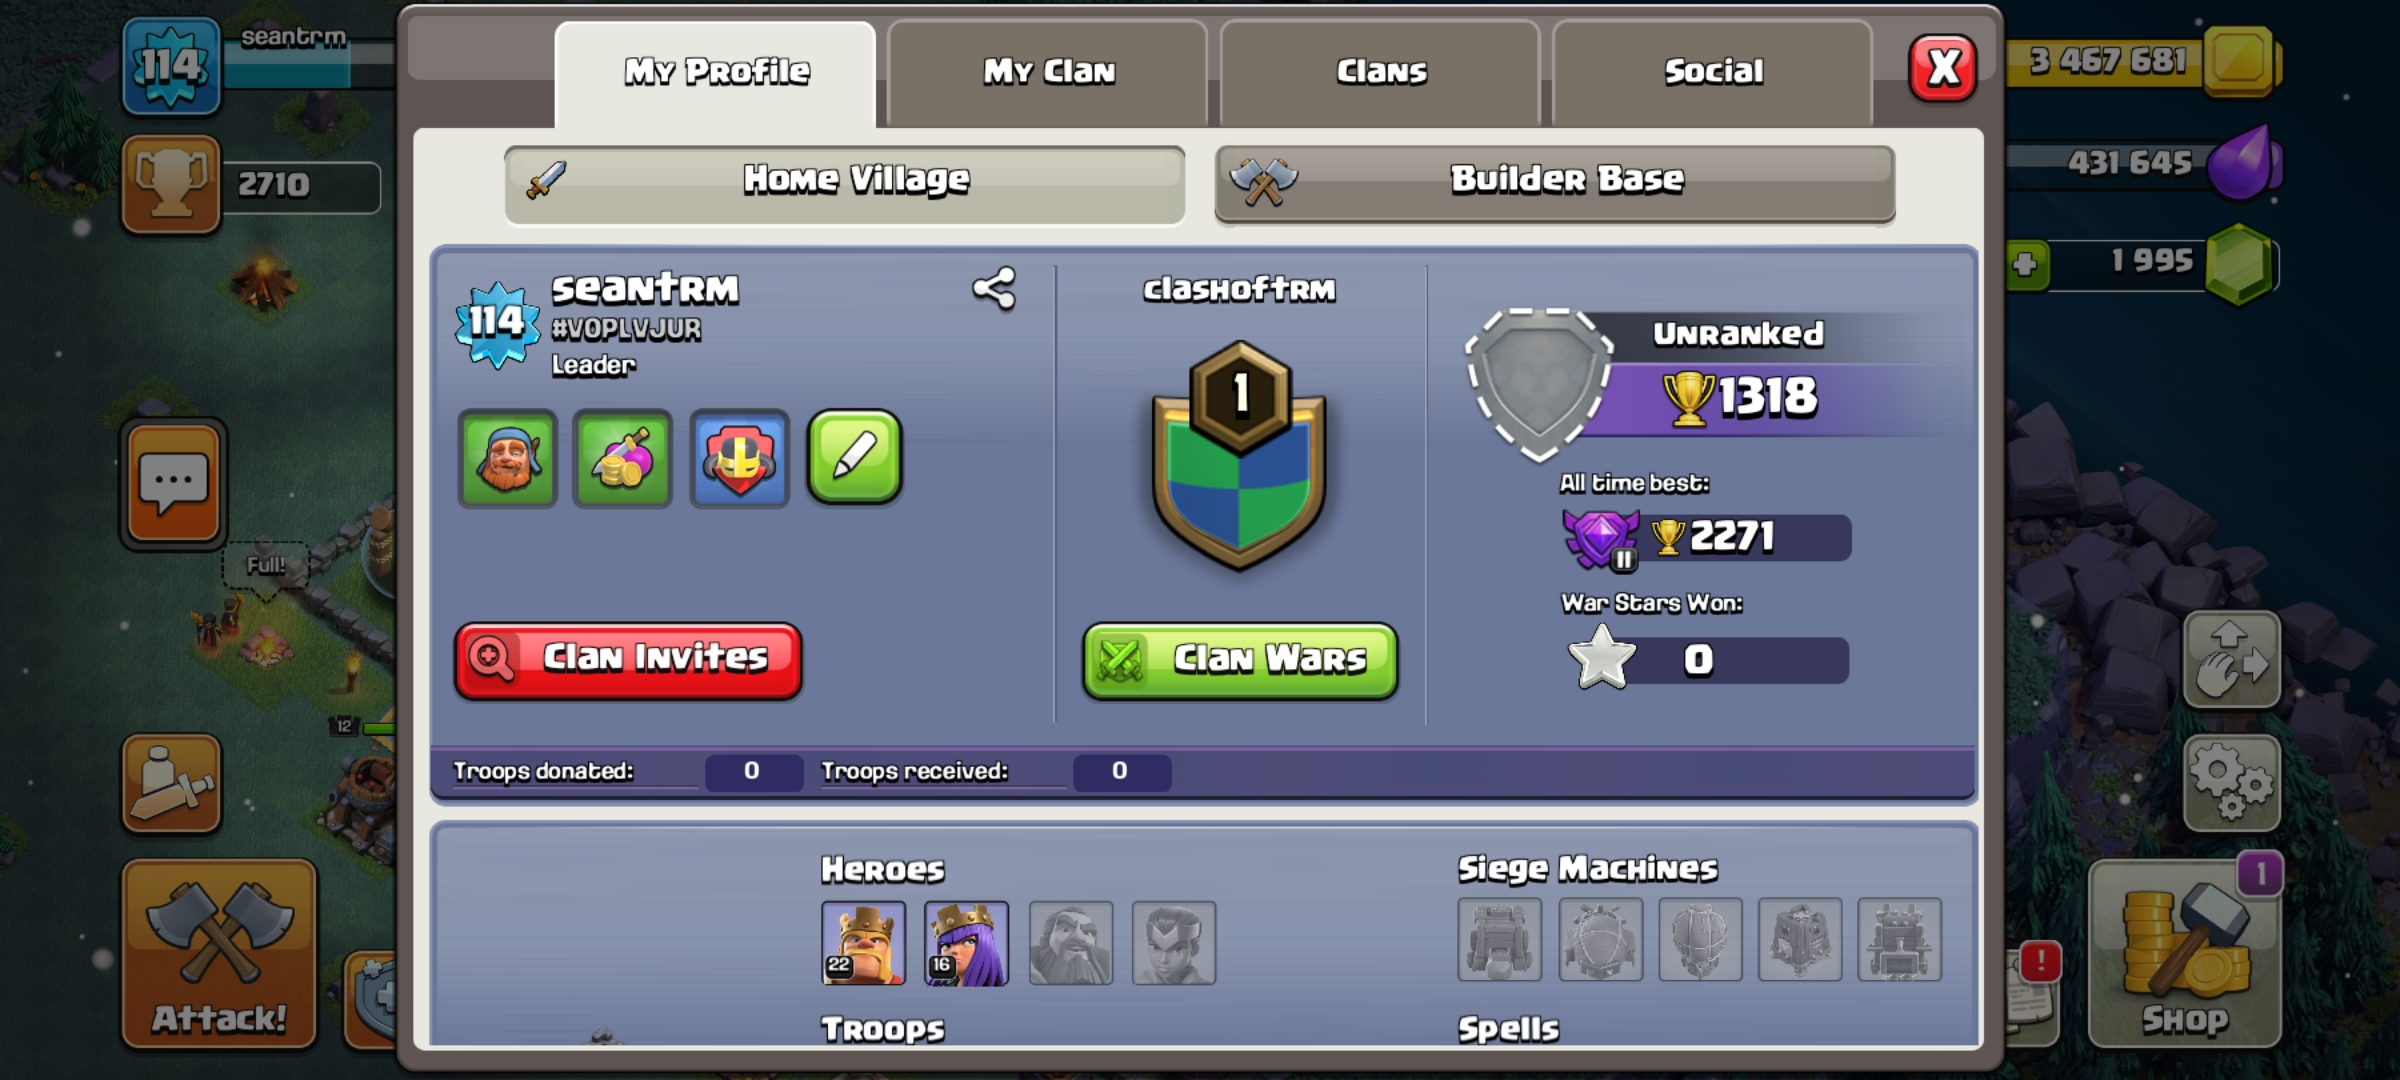 114
seantrm
2710
My Profile
My Clan
Clans
Social
X
3 467 681
431 645
1 995
Home Village
Builder Base
114
seantrm
#VOPLVJUR
Leader
clashoftrm
1
Unranked
1318
All time best:
2271
War Stars Won:
0
Full!
12
Clan Invites
Clan Wars
Troops donated:
0
Troops received:
0
Heroes
22
16
Siege Machines
Troops
Spells
Attack!
!
1
Shop